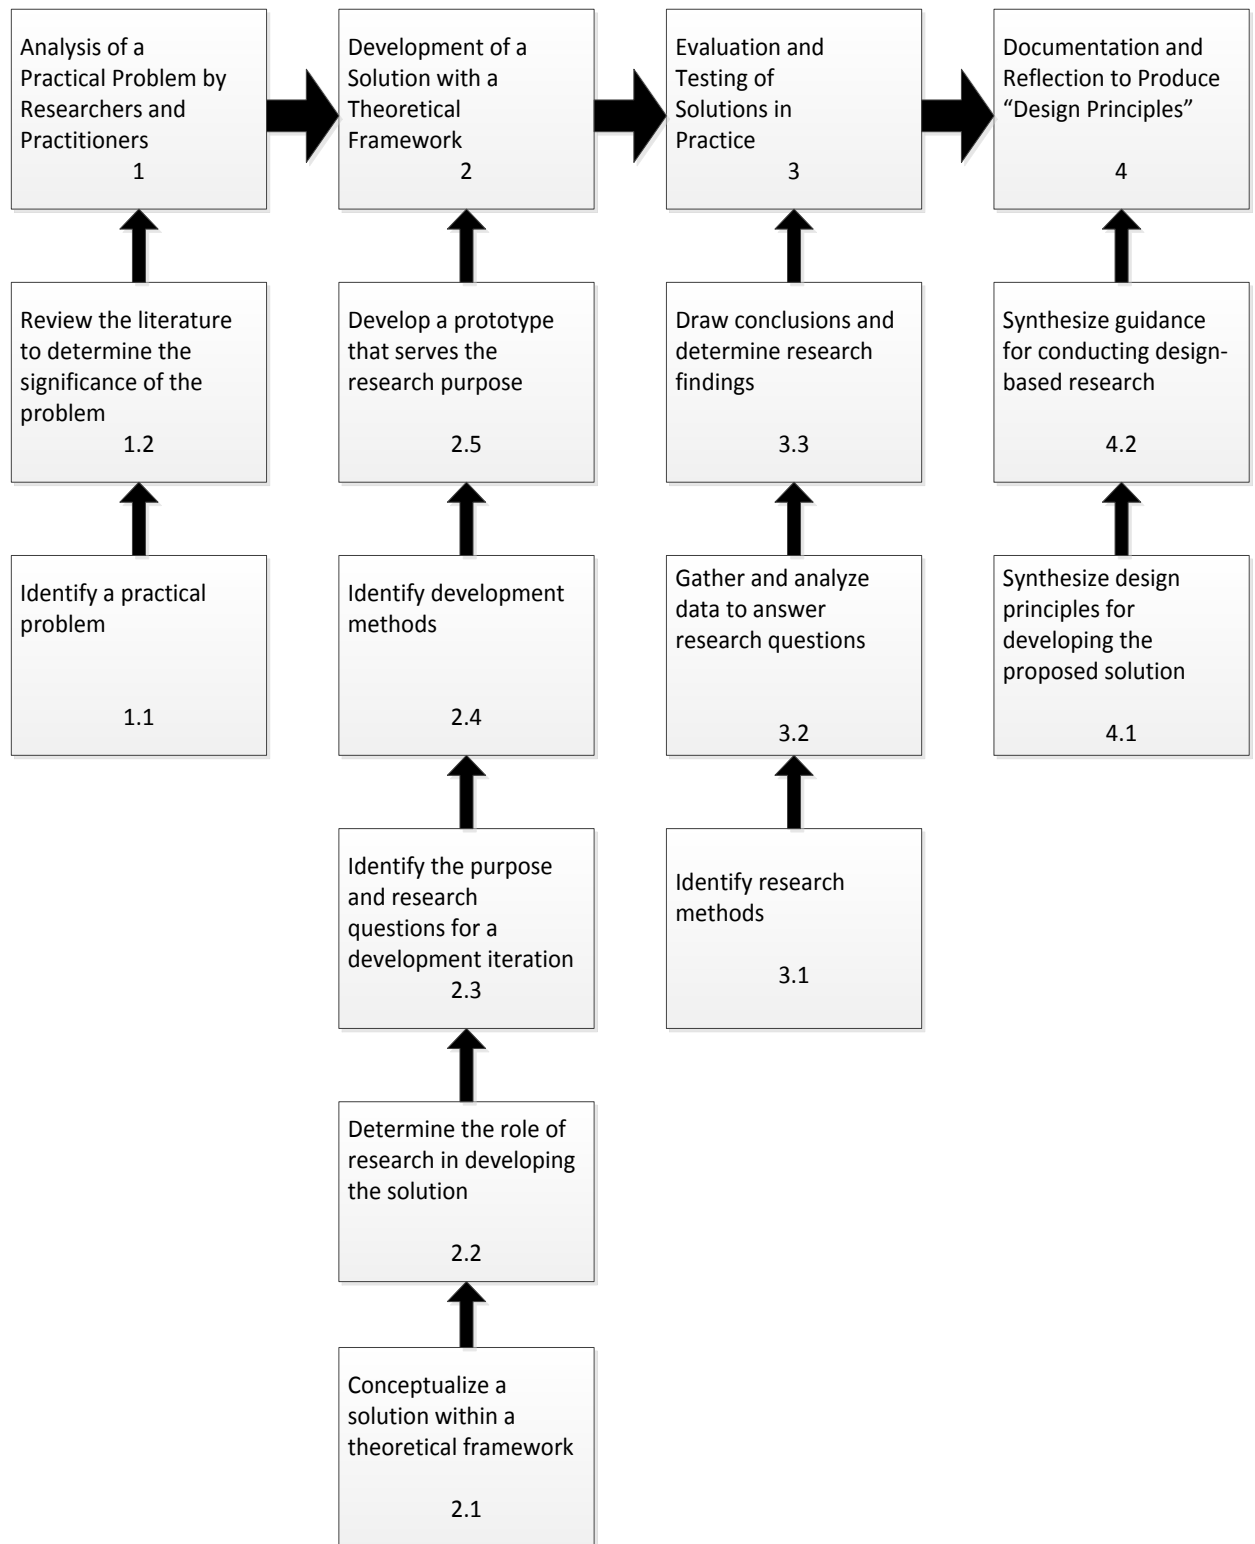 Analysis of a
Practical Problem by
Researchers and
Practitioners
1
Development of a
Solution with a
Theoretical
Framework
2
Evaluation and
Testing of
Solutions in
Practice
3
Documentation and
Reflection to Produce
“Design Principles”
4
Review the literature
to determine the
significance of the
problem
1.2
Develop a prototype
that serves the
research purpose
2.5
Draw conclusions and
determine research
findings
3.3
Synthesize guidance
for conducting design-
based research
4.2
Identify a practical
problem
1.1
Identify development
methods
2.4
Gather and analyze
data to answer
research questions
3.2
Synthesize design
principles for
developing the
proposed solution
4.1
Identify the purpose
and research
questions for a
development iteration
2.3
Identify research
methods
3.1
Determine the role of
research in developing
the solution
2.2
Conceptualize a
solution within a
theoretical framework
2.1